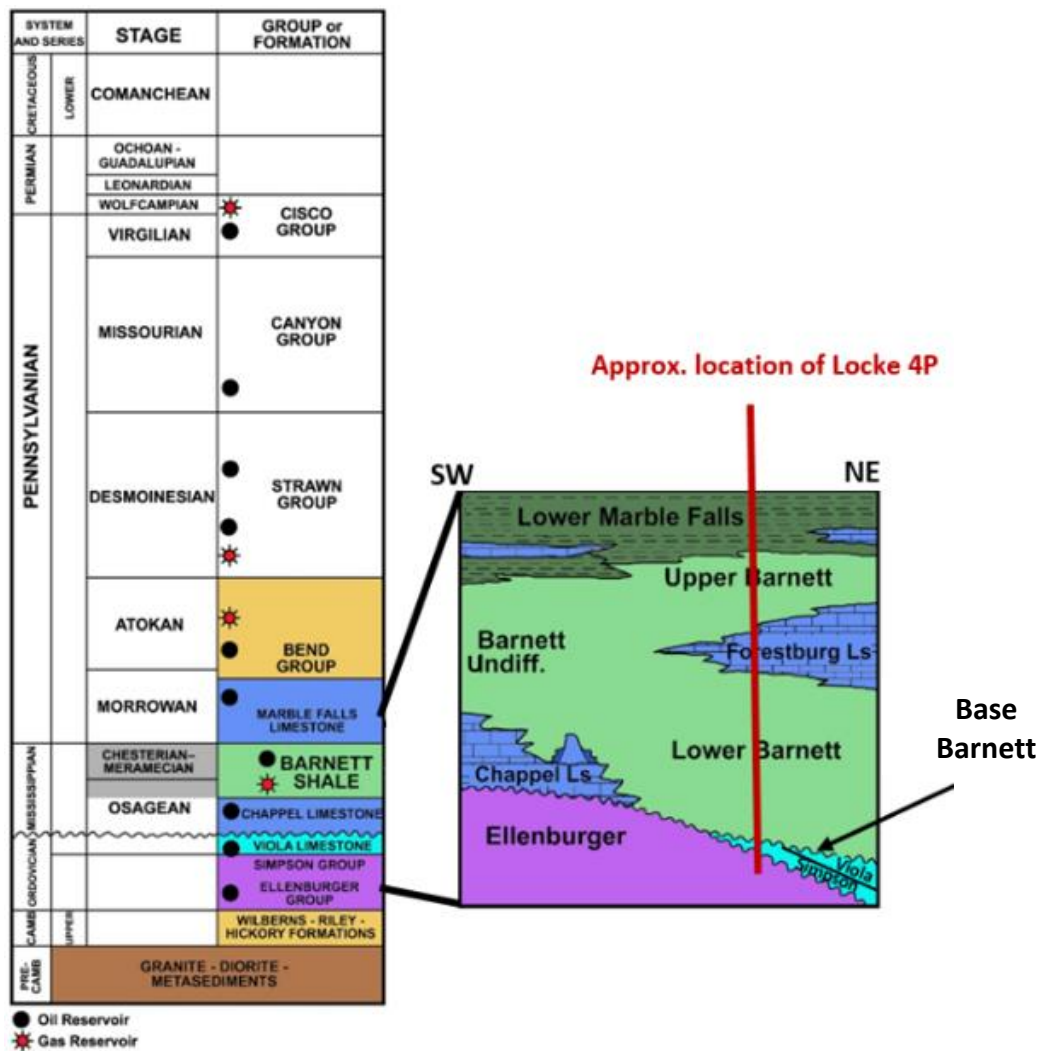 SYSTEM
AND SERIES
STAGE
GROUP or
FORMATION
CRETACEOUS
LOWER
COMANCHEAN
PERMIAN
OCHOAN -
GUADALUPIAN
LEONARDIAN
WOLFCAMPIAN
CISCO
GROUP
PENNSYLVANIAN
VIRGILIAN
MISSOURIAN
CANYON
GROUP
DESMOINESIAN
STRAWN
GROUP
ATOKAN
BEND
GROUP
MORROWAN
MARBLE FALLS
LIMESTONE
MISSISSIPPIAN
CHESTERIAN–
MERAMECIAN
BARNETT
SHALE
OSAGEAN
CHAPPEL LIMESTONE
ORDOVICIAN
VIOLA LIMESTONE
SIMPSON GROUP
ELLENBURGER
GROUP
CAMB
UPPER
WILBERNS - RILEY -
HICKORY FORMATIONS
PRE-
CAMB
GRANITE - DIORITE -
METASEDIMENTS
Oil Reservoir
Gas Reservoir
Approx. location of Locke 4P
SW
NE
Lower Marble Falls
Upper Barnett
Barnett
Undiff.
Forestburg Ls
Lower Barnett
Chappel Ls
Ellenburger
Viola
Simpson
Base
Barnett